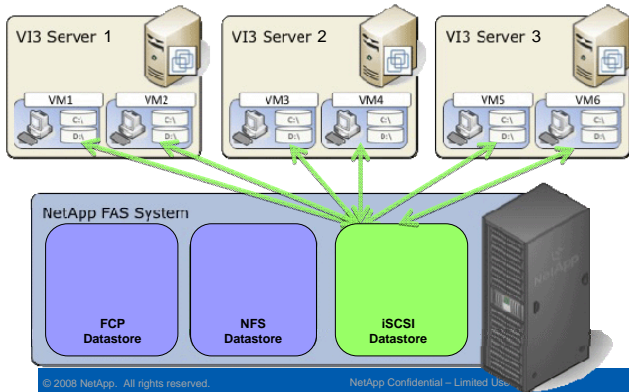 VI3 Server 1
VI3 Server 2
VI3 Server 3
VM1
VM2
VM3
VM4
VM5
VM6
C:\
C:\
C:\
C:\
C:\
C:\
D:\
D:\
D:\
D:\
D:\
D:\
NetApp FAS System
NetApp
FCP
Datastore
NFS
Datastore
iSCSI
Datastore
© 2008 NetApp. All rights reserved.
NetApp Confidential – Limited Use